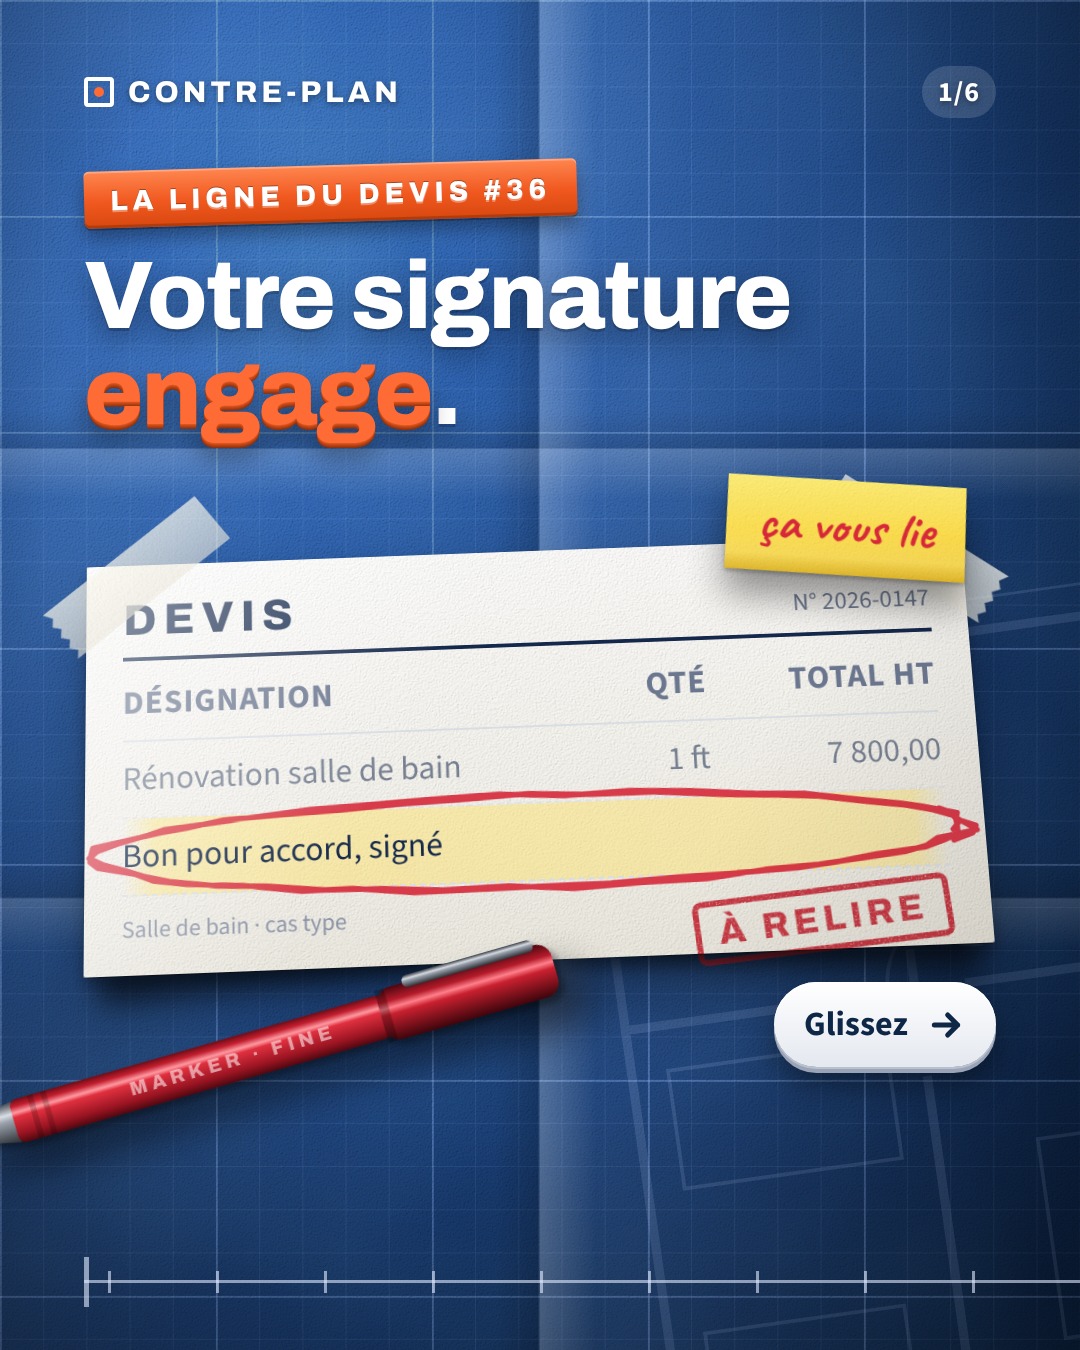 CONTRE-PLAN
1/6
LA LIGNE DU DEVIS #36
Votre signature
engage.
ça vous lie
DEVIS
N° 2026-0147
DÉSIGNATION QTÉ TOTAL HT
Rénovation salle de bain 1 ft 7 800,00
Bon pour accord, signé
Salle de bain · cas type
À RELIRE
Glissez →
MARKER · FINE